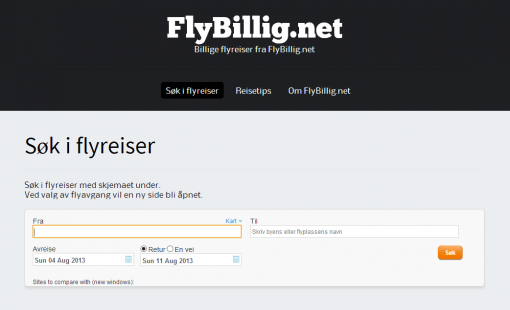 FlyBillig.net
Billige flyreiser fra FlyBillig.net
Søk i flyreiser Reisetips Om FlyBillig.net
Søk i flyreiser
Søk i flyreiser med skjemaet under.
Ved valg av flyavgang vil en ny side bli åpnet.
Fra Kart Til
Skriv byens eller flyplassens navn
Avreise Retur En vei
Sun 04 Aug 2013 Sun 11 Aug 2013 Søk
Sites to compare with (new windows):